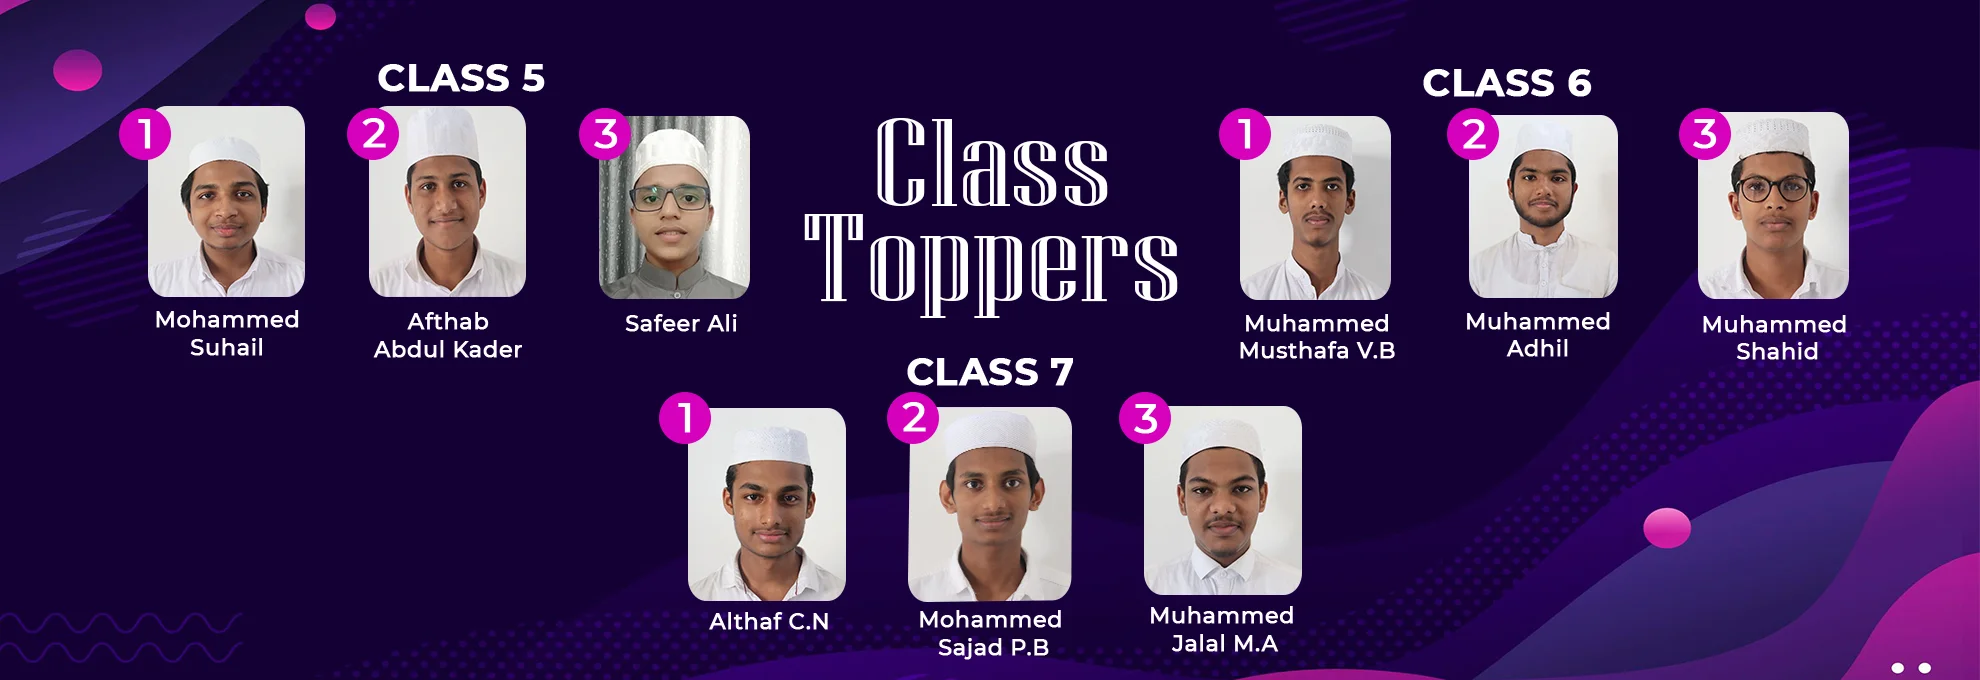 CLASS 5
1
2
3
Mohammed
Suhail
Afthab
Abdul Kader
Safeer Ali
Class
Toppers
CLASS 6
1
2
3
Muhammed
Musthafa V.B
Muhammed
Adhil
Muhammed
Shahid
CLASS 7
1
2
3
Althaf C.N
Mohammed
Sajad P.B
Muhammed
Jalal M.A